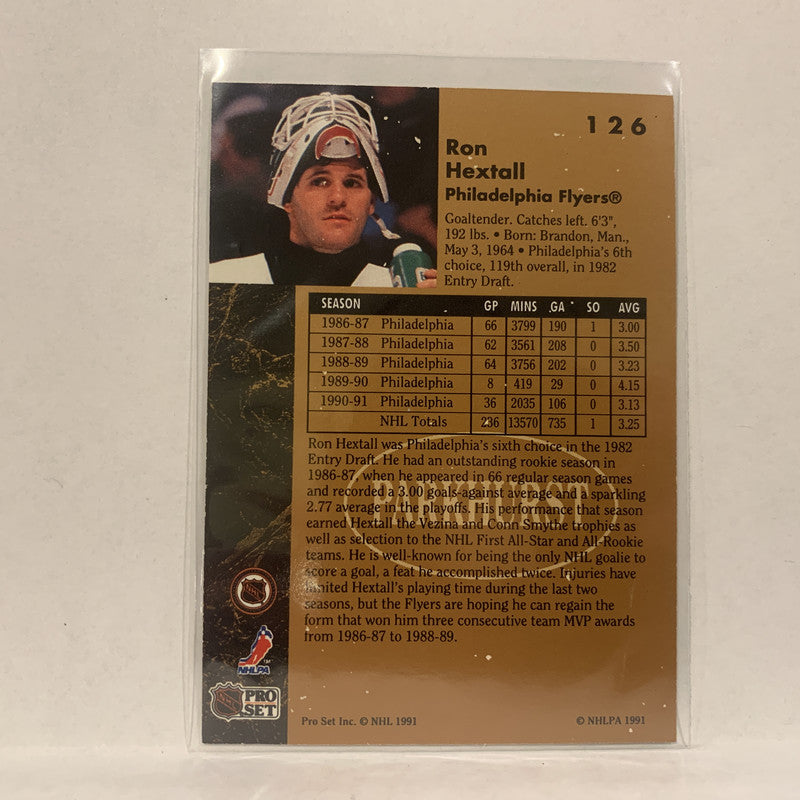 126
Ron
Hextall
Philadelphia Flyers®
Goaltender. Catches left. 6'3",
192 lbs. • Born: Brandon, Man.,
May 3, 1964 • Philadelphia's 6th
choice, 119th overall, in 1982
Entry Draft.
SEASON GP MINS GA SO AVG
1986-87 Philadelphia 66 3799 190 1 3.00
1987-88 Philadelphia 62 3561 208 0 3.50
1988-89 Philadelphia 64 3756 202 0 3.23
1989-90 Philadelphia 8 419 29 0 4.15
1990-91 Philadelphia 36 2035 106 0 3.13
NHL Totals 236 13570 735 1 3.25
Ron Hextall was Philadelphia's sixth choice in the 1982
Entry Draft. He had an outstanding rookie season in
1986-87, when he appeared in 66 regular season games
and recorded a 3.00 goals-against average and a sparkling
2.77 average in the playoffs. His performance that season
earned Hextall the Vezina and Conn Smythe trophies as
well as selection to the NHL First All-Star and All-Rookie
teams. He is well-known for being the only NHL goalie to
score a goal, a feat he accomplished twice. Injuries have
limited Hextall's playing time during the last two
seasons, but the Flyers are hoping he can regain the
form that won him three consecutive team MVP awards
from 1986-87 to 1988-89.
PARKHURST
NHL
NHLPA
TM
NHL PRO
SET
Pro Set Inc. © NHL 1991
© NHLPA 1991